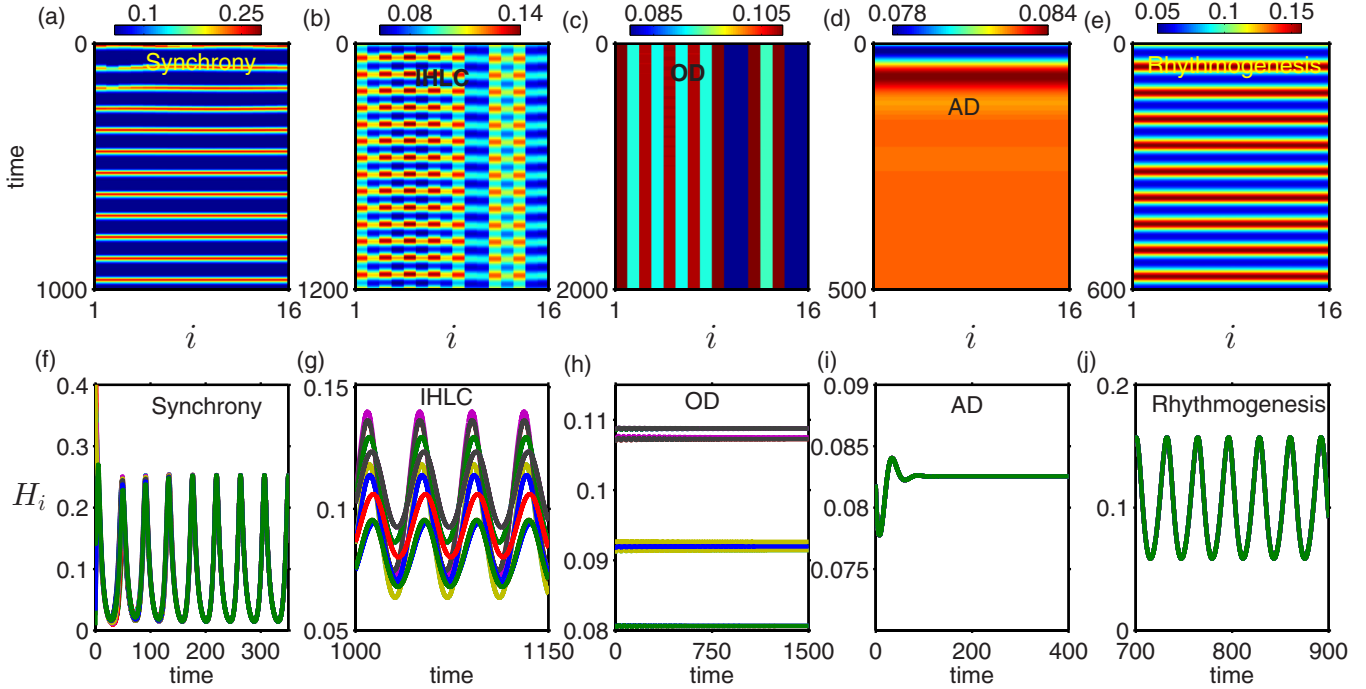 (a) 0.1 0.25
(b) 0.08 0.14
(c) 0.085 0.105
(d) 0.078 0.084
(e) 0.05 0.1 0.15
0 Synchrony 1000 1 16 i
time
0 IHLC 1200 1 16 i
0 OD 2000 1 16 i
0 AD 500 1 16 i
0 Rhythmogenesis 600 1 16 i
(f) Synchrony
0.4
0.3
0.2
0.1
0
H_i
0 100 200 300
time
(g) IHLC
0.15
0.1
0.05
1000 1150
time
(h) OD
0.11
0.1
0.09
0.08
0 750 1500
time
(i) AD
0.09
0.085
0.08
0.075
0 200 400
time
(j) Rhythmogenesis
0.2
0.1
0
700 800 900
time